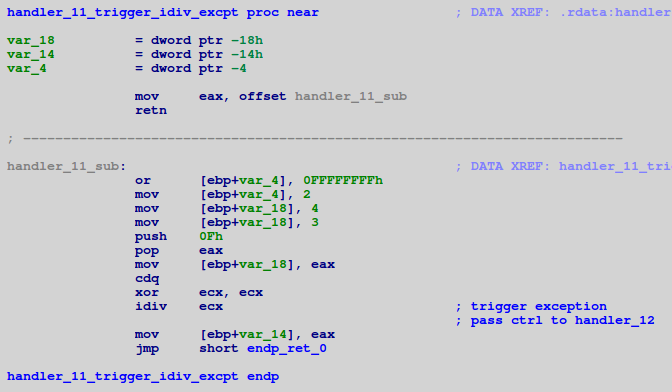 handler_11_trigger_idiv_excpt proc near ; DATA XREF: .rdata:handler
var_18 = dword ptr -18h
var_14 = dword ptr -14h
var_4 = dword ptr -4
mov eax, offset handler_11_sub
retn
; ---------------------------------------------------------------------------
handler_11_sub: ; DATA XREF: handler_11_tri
or [ebp+var_4], 0FFFFFFFFh
mov [ebp+var_4], 2
mov [ebp+var_18], 4
mov [ebp+var_18], 3
push 0Fh
pop eax
mov [ebp+var_18], eax
cdq
xor ecx, ecx
idiv ecx ; trigger exception
; pass ctrl to handler_12
mov [ebp+var_14], eax
jmp short endp_ret_0
handler_11_trigger_idiv_excpt endp